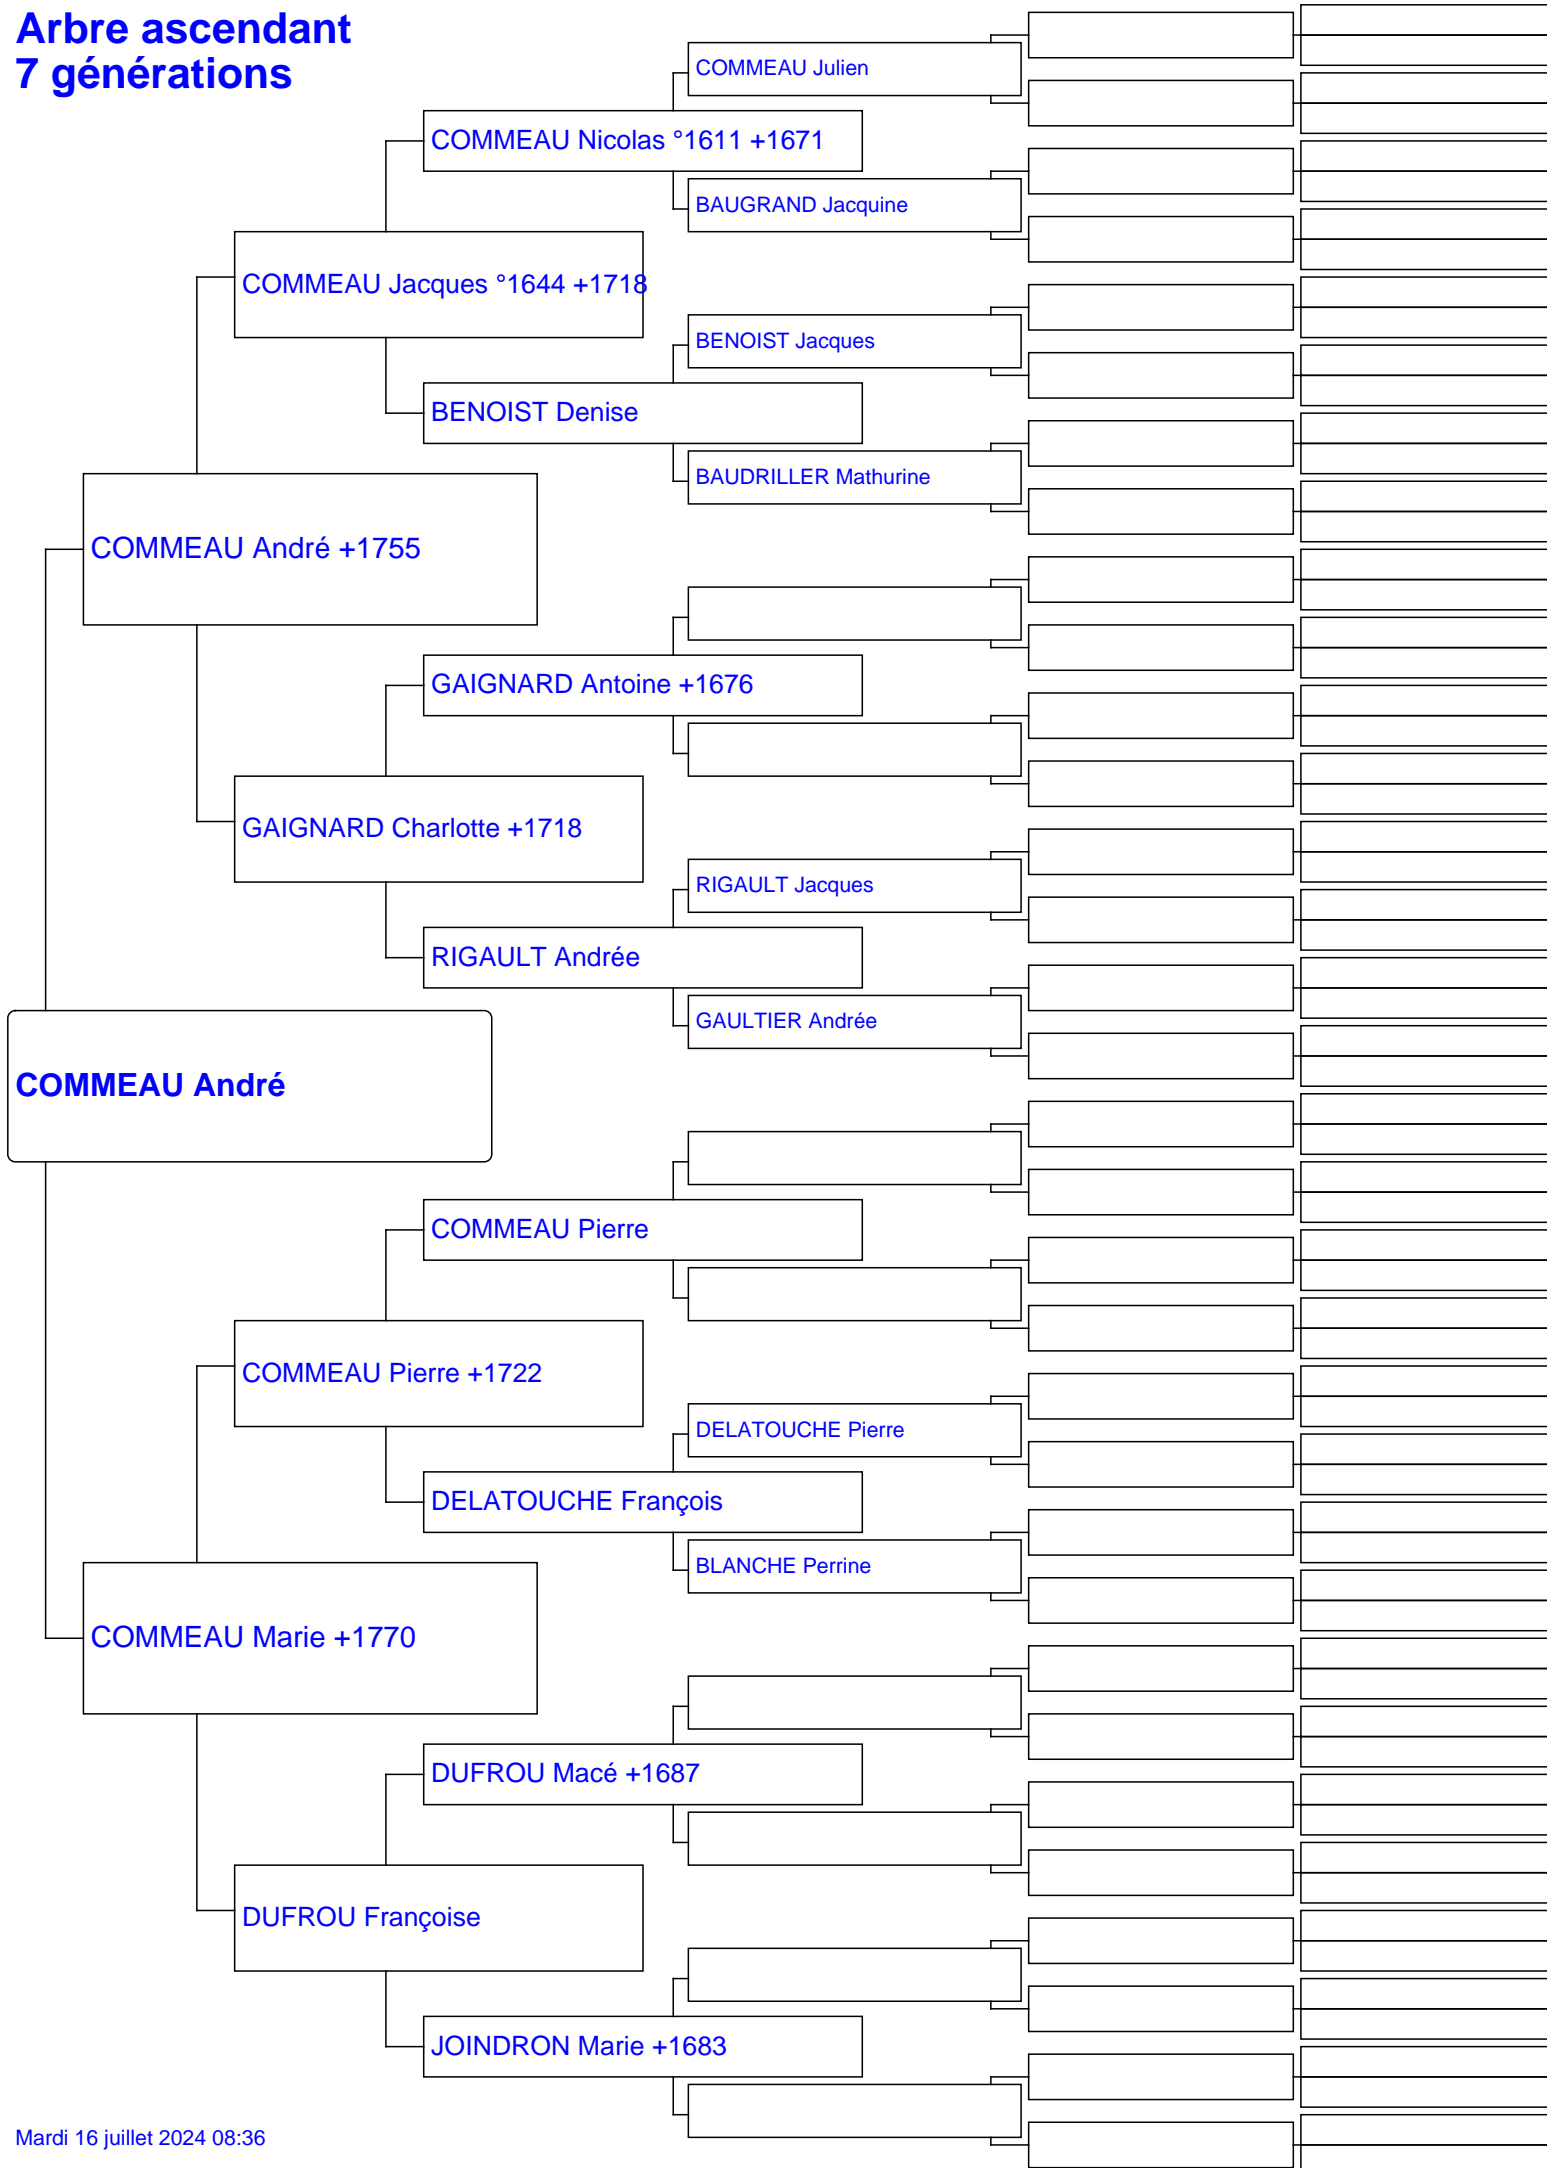 Arbre ascendant
7 générations
COMMEAU Julien
COMMEAU Nicolas °1611 +1671
BAUGRAND Jacquine
COMMEAU Jacques °1644 +1718
BENOIST Jacques
BENOIST Denise
BAUDRILLER Mathurine
COMMEAU André +1755
GAIGNARD Antoine +1676
GAIGNARD Charlotte +1718
RIGAULT Jacques
RIGAULT Andrée
GAULTIER Andrée
COMMEAU André
COMMEAU Pierre
COMMEAU Pierre +1722
DELATOUCHE Pierre
DELATOUCHE François
BLANCHE Perrine
COMMEAU Marie +1770
DUFROU Macé +1687
DUFROU Françoise
JOINDRON Marie +1683
Mardi 16 juillet 2024 08:36